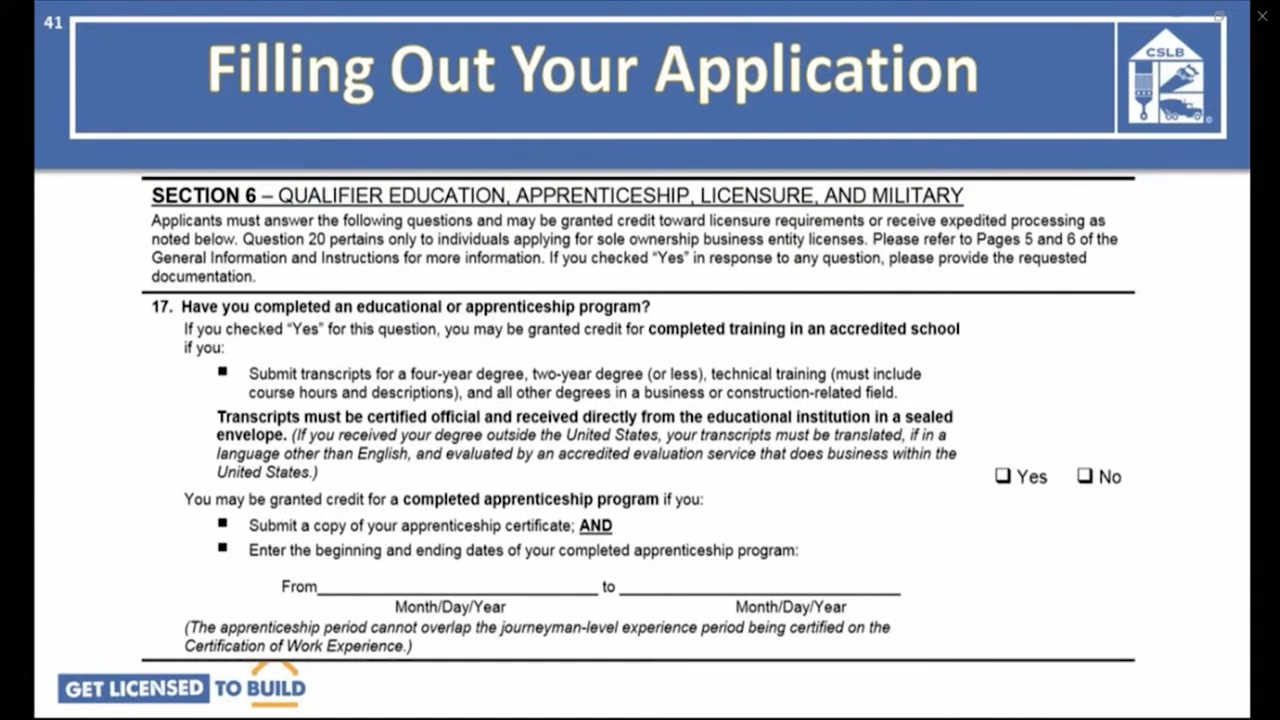 41
Filling Out Your Application
CSLB
SECTION 6 – QUALIFIER EDUCATION, APPRENTICESHIP, LICENSURE, AND MILITARY
Applicants must answer the following questions and may be granted credit toward licensure requirements or receive expedited processing as
noted below. Question 20 pertains only to individuals applying for sole ownership business entity licenses. Please refer to Pages 5 and 6 of the
General Information and Instructions for more information. If you checked “Yes” in response to any question, please provide the requested
documentation.
17. Have you completed an educational or apprenticeship program?
If you checked “Yes” for this question, you may be granted credit for completed training in an accredited school
if you:
■ Submit transcripts for a four-year degree, two-year degree (or less), technical training (must include
course hours and descriptions), and all other degrees in a business or construction-related field.
Transcripts must be certified official and received directly from the educational institution in a sealed
envelope. (If you received your degree outside the United States, your transcripts must be translated, if in a
language other than English, and evaluated by an accredited evaluation service that does business within the
United States.)
❑ Yes ❑ No
You may be granted credit for a completed apprenticeship program if you:
■ Submit a copy of your apprenticeship certificate; AND
■ Enter the beginning and ending dates of your completed apprenticeship program:
From____________________ to ____________________
Month/Day/Year Month/Day/Year
(The apprenticeship period cannot overlap the journeyman-level experience period being certified on the
Certification of Work Experience.)
GET LICENSED TO BUILD